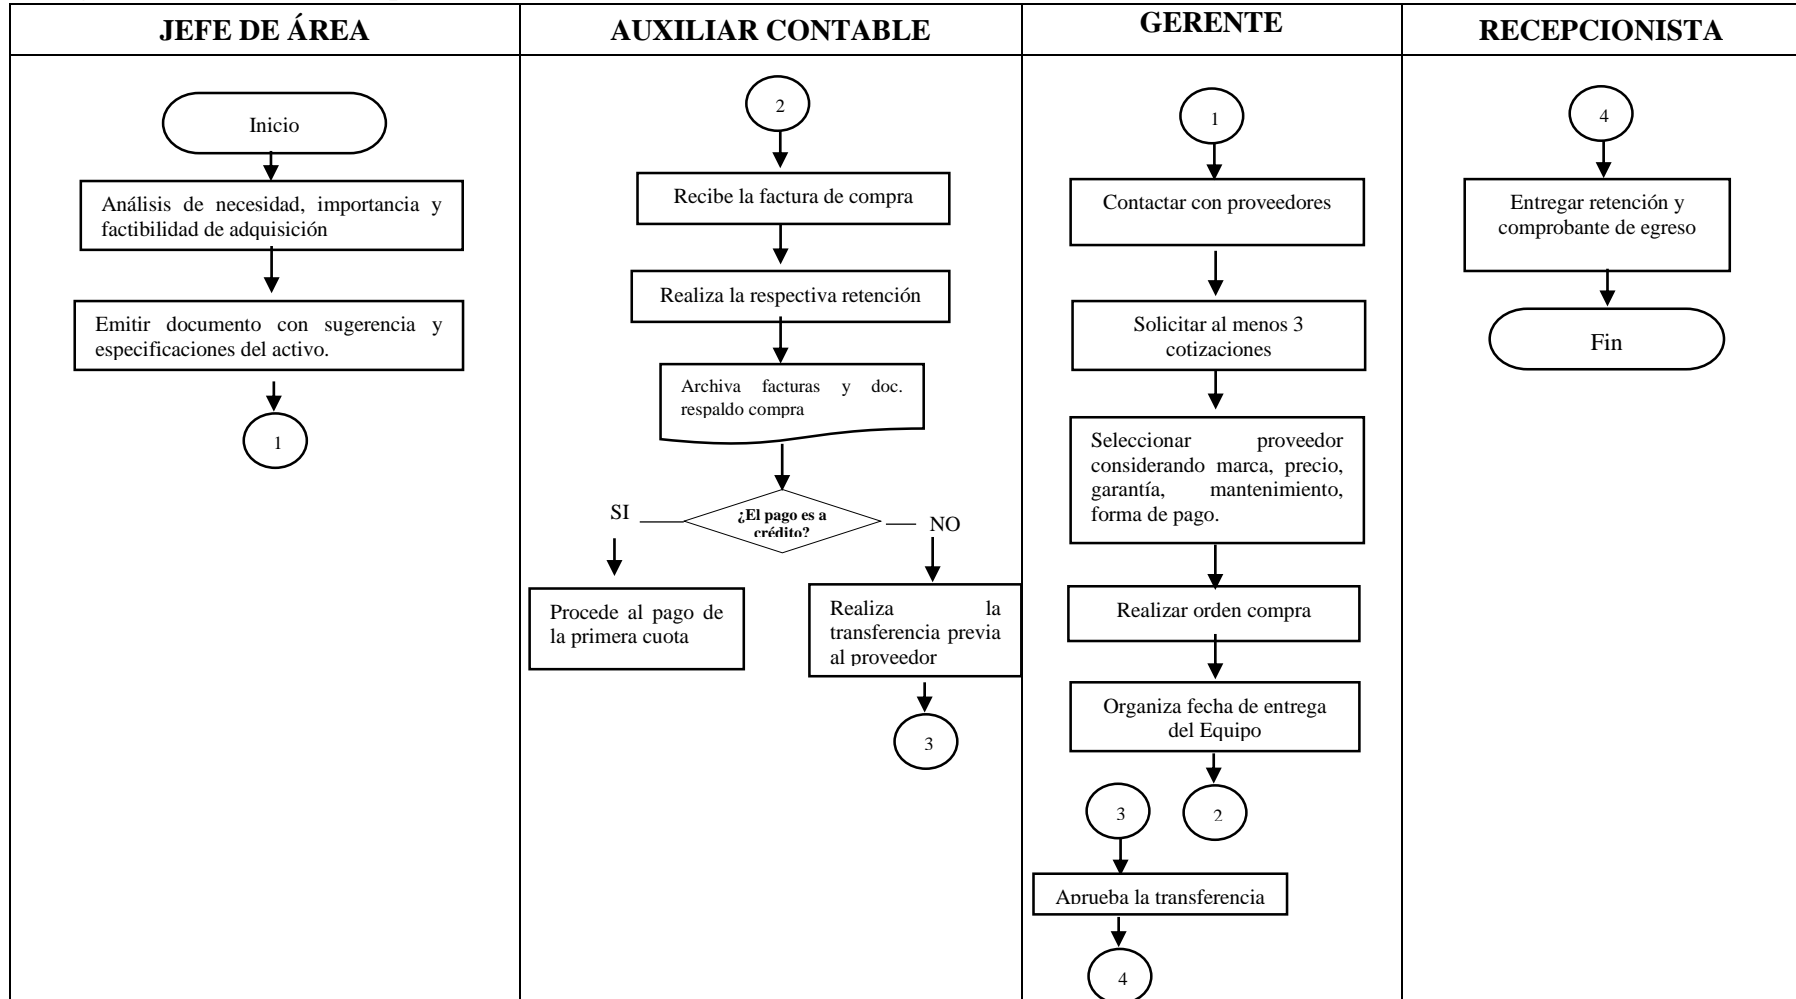 JEFE DE ÁREA
Inicio
Análisis de necesidad, importancia y
factibilidad de adquisición
Emitir documento con sugerencia y
especificaciones del activo.
1
AUXILIAR CONTABLE
2
Recibe la factura de compra
Realiza la respectiva retención
Archiva facturas y doc.
respaldo compra
¿El pago es a
crédito?
SI
NO
Procede al pago de
la primera cuota
Realiza la
transferencia previa
al proveedor
3
GERENTE
1
Contactar con proveedores
Solicitar al menos 3
cotizaciones
Seleccionar proveedor
considerando marca, precio,
garantía, mantenimiento,
forma de pago.
Realizar orden compra
Organiza fecha de entrega
del Equipo
2
3
Aprueba la transferencia
4
RECEPCIONISTA
4
Entregar retención y
comprobante de egreso
Fin